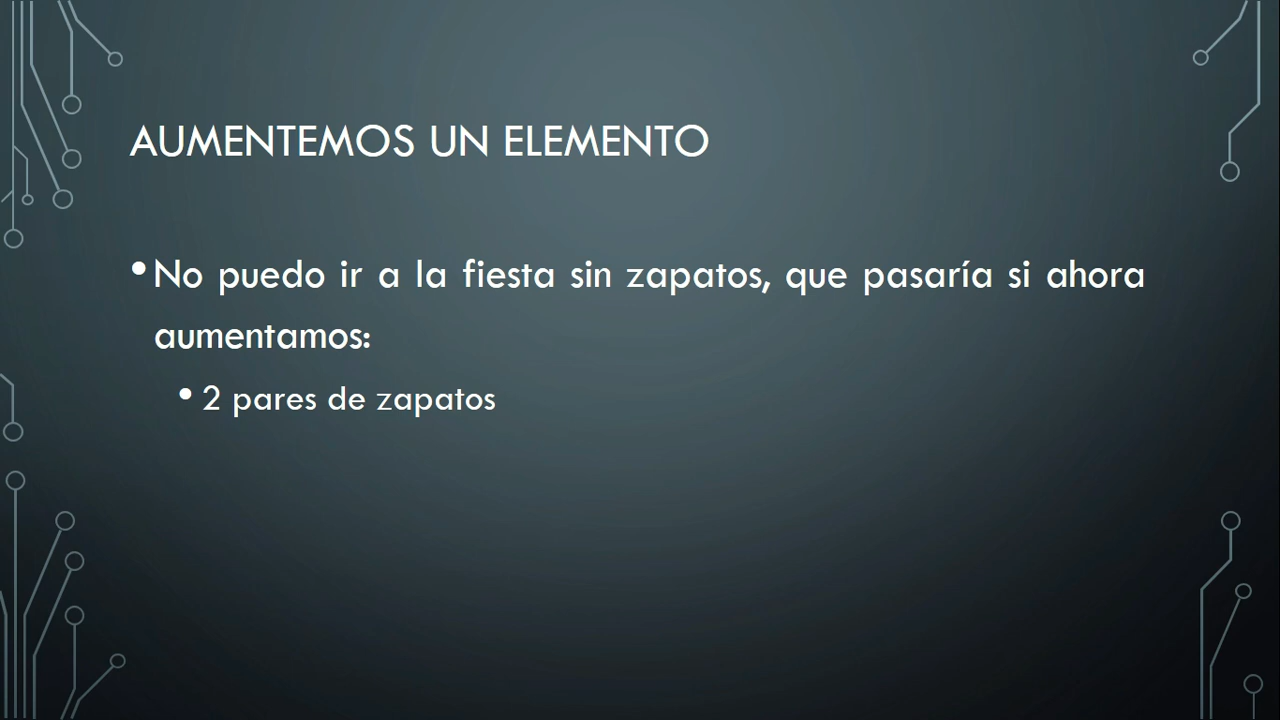 AUMENTEMOS UN ELEMENTO
• No puedo ir a la fiesta sin zapatos, que pasaría si ahora
aumentamos:
• 2 pares de zapatos